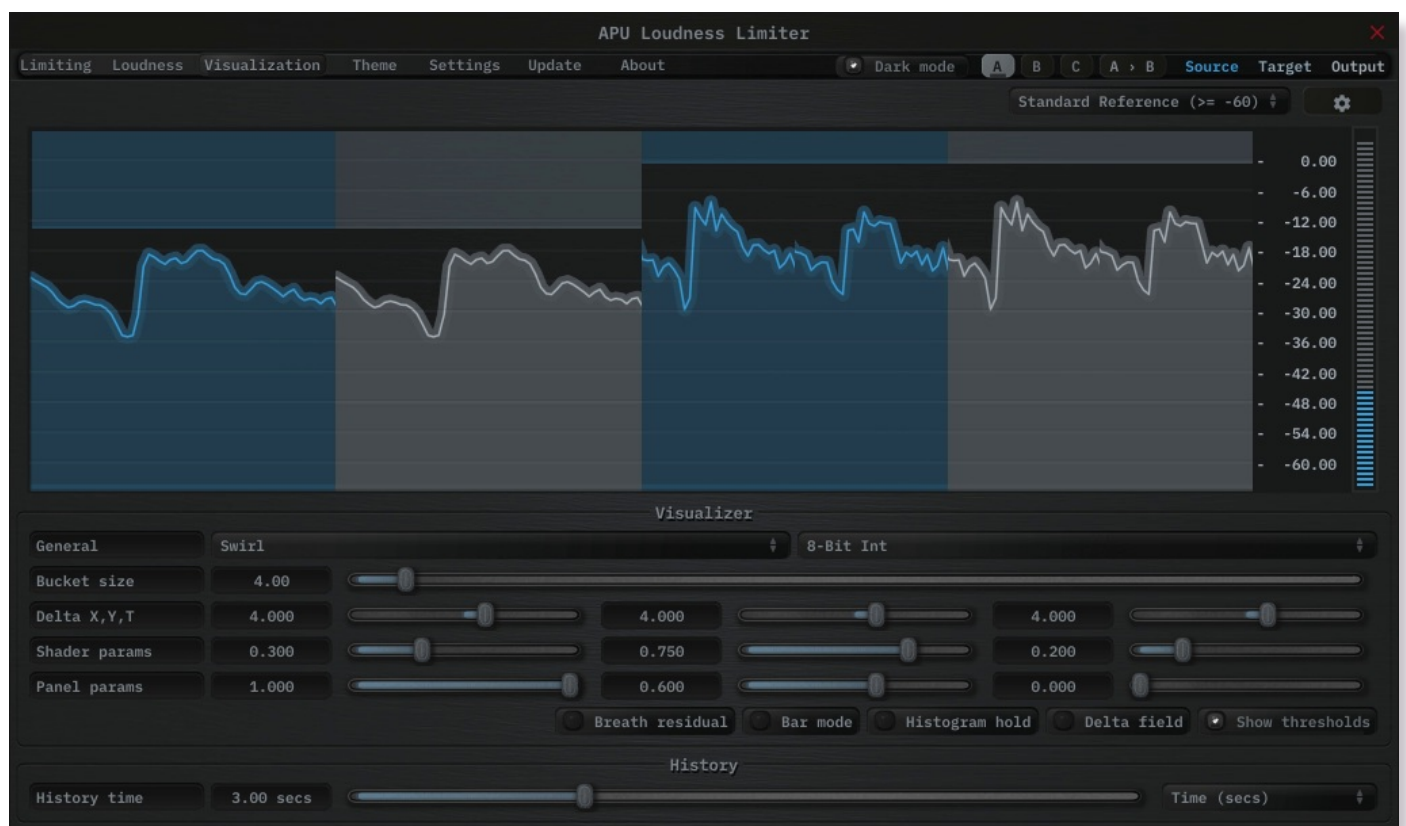 APU Loudness Limiter
Limiting Loudness Visualization Theme Settings Update About Dark mode A B C A › B Source Target Output
Standard Reference (>= -60)
- 0.00
- -6.00
- -12.00
- -18.00
- -24.00
- -30.00
- -36.00
- -42.00
- -48.00
- -54.00
- -60.00
Visualizer
General Swirl 8-Bit Int
Bucket size 4.00
Delta X,Y,T 4.000 4.000 4.000
Shader params 0.300 0.750 0.200
Panel params 1.000 0.600 0.000
Breath residual Bar mode Histogram hold Delta field Show thresholds
History
History time 3.00 secs Time (secs)